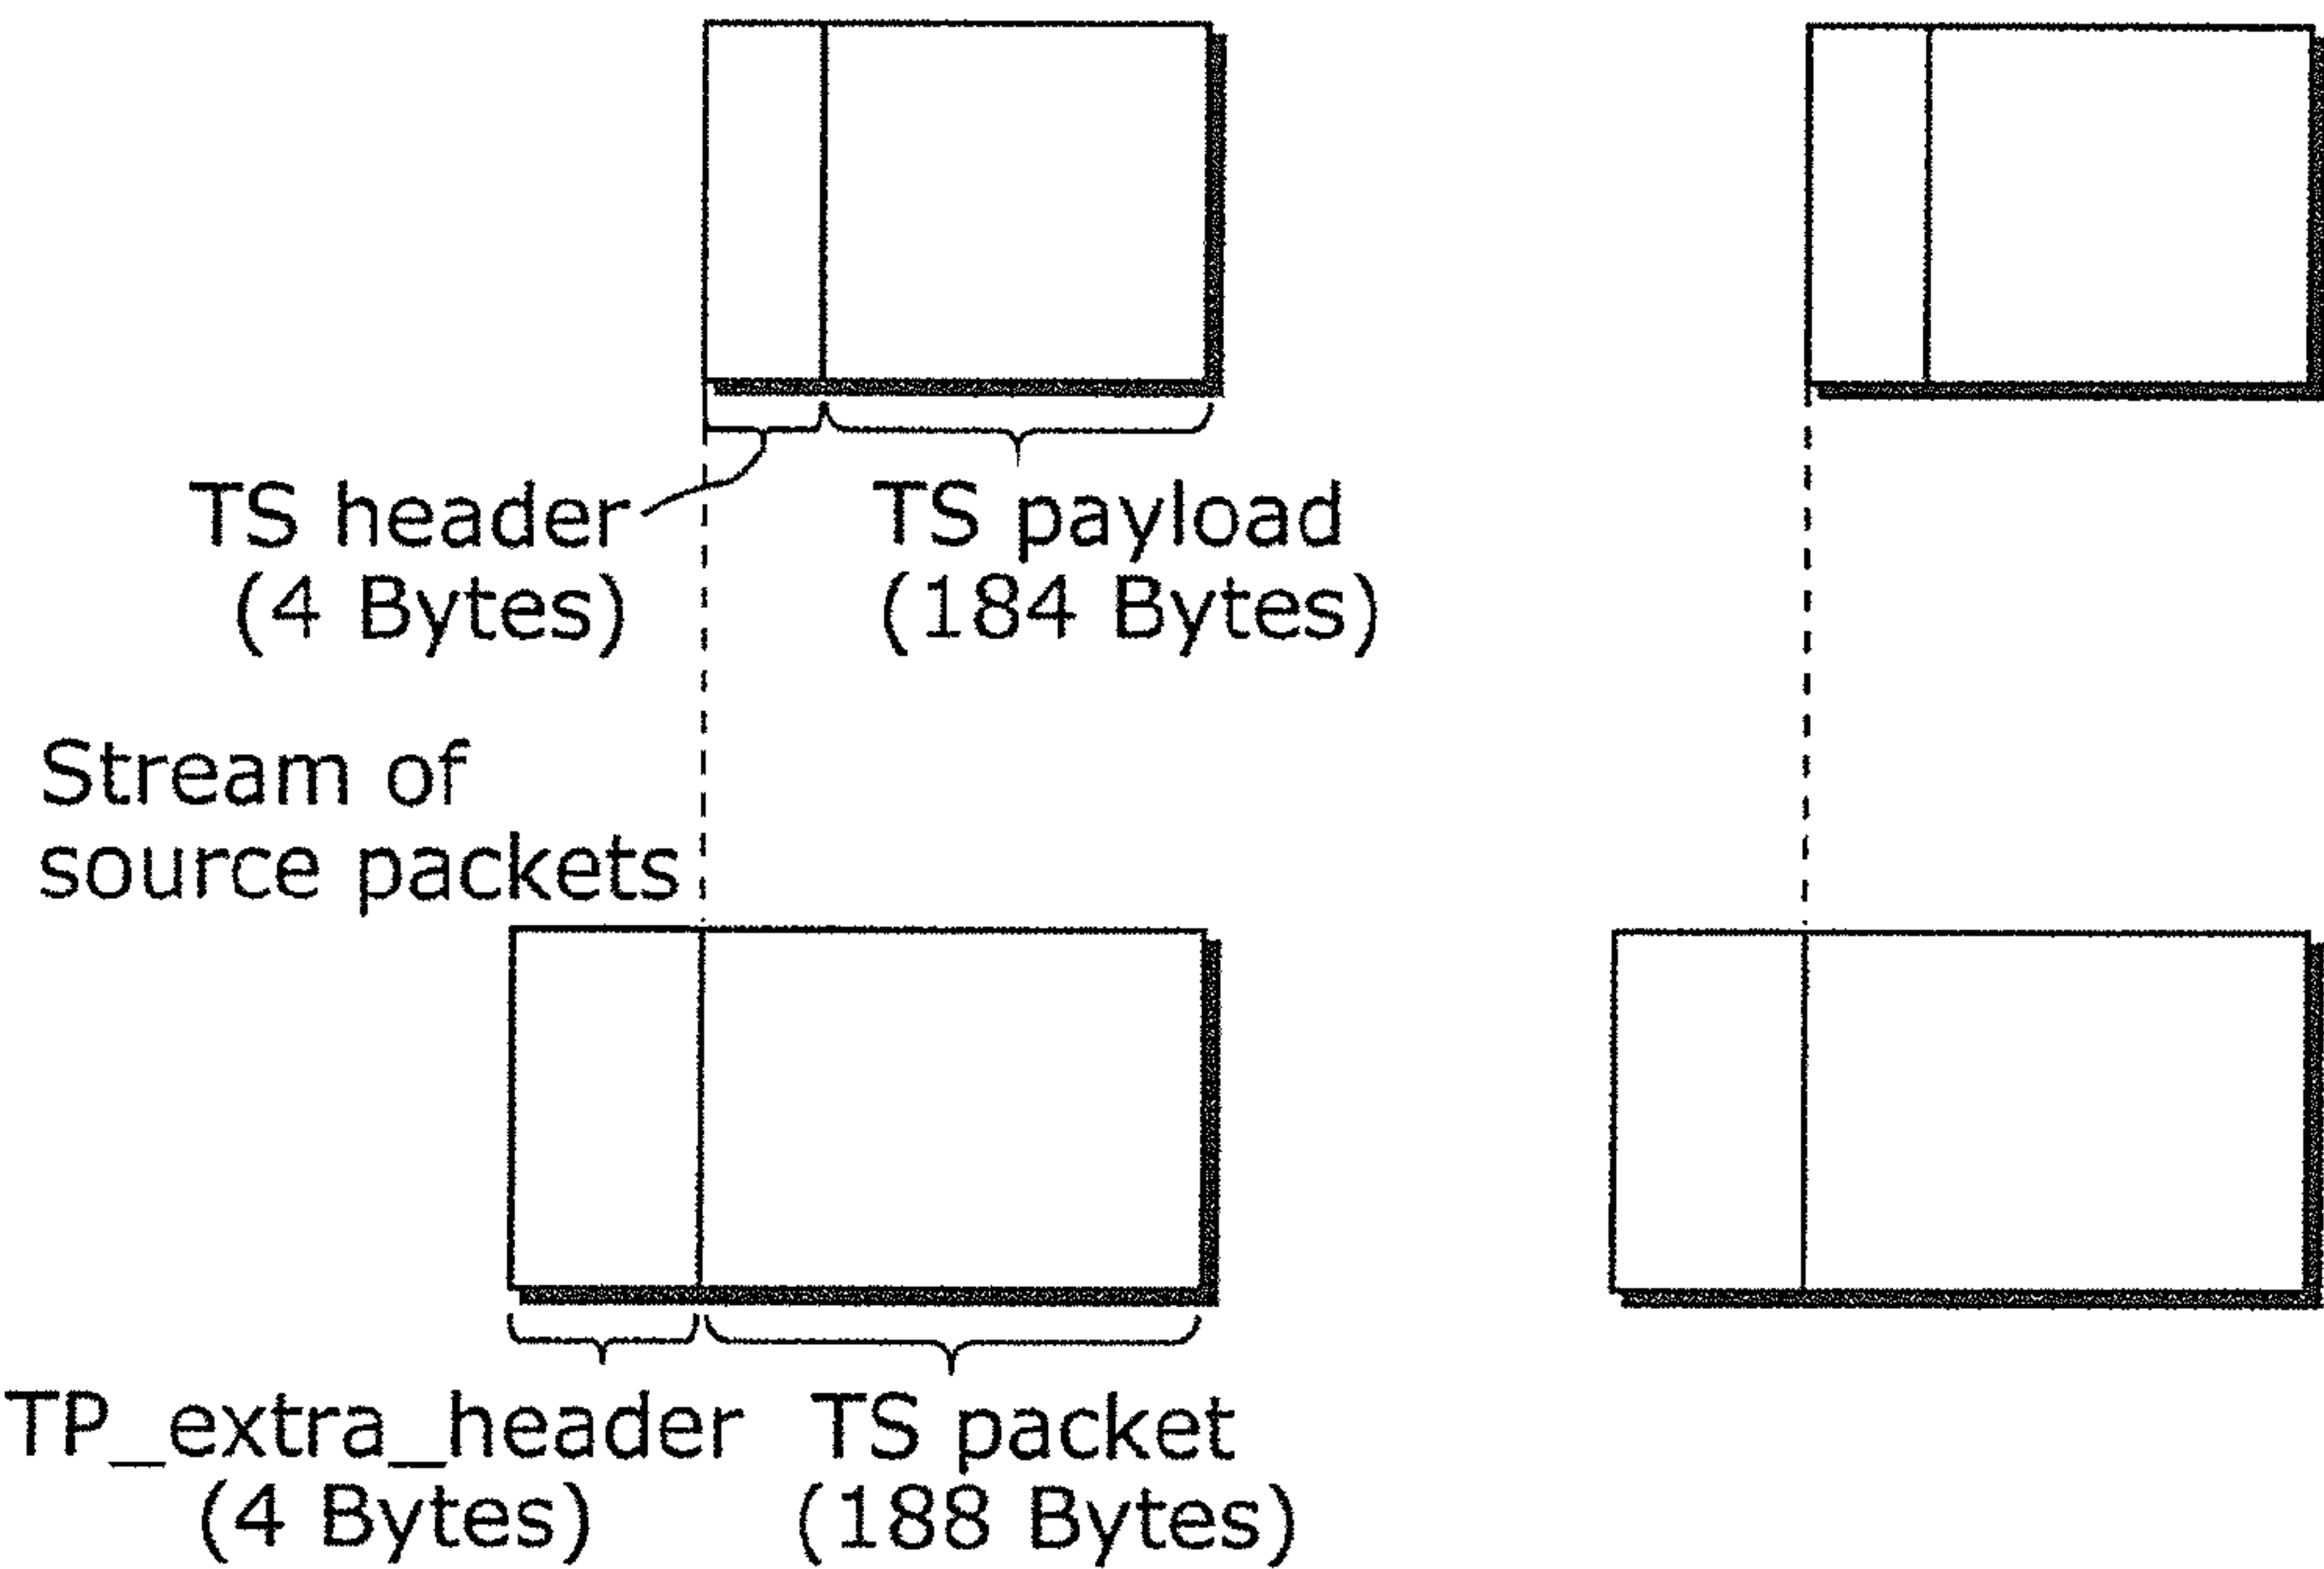 TS header
(4 Bytes)
TS payload
(184 Bytes)
Stream of
source packets
TP_extra_header
(4 Bytes)
TS packet
(188 Bytes)